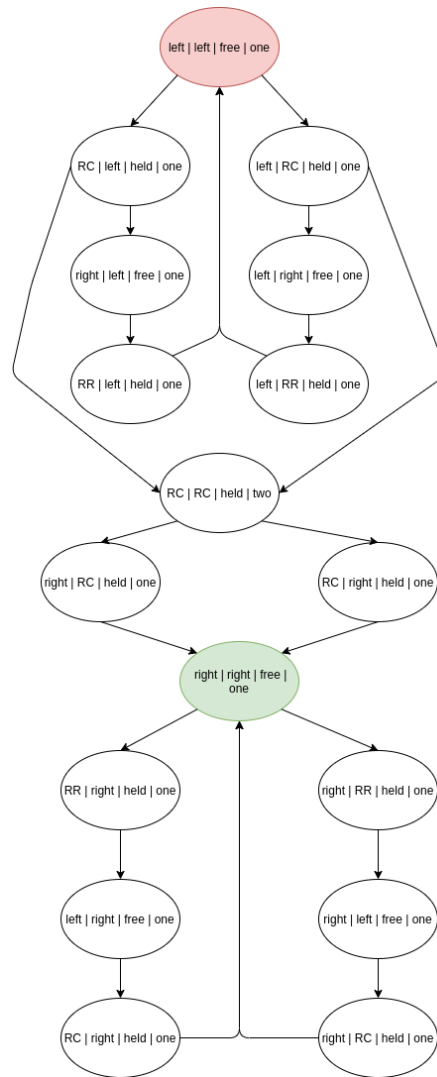 left | left | free | one
RC | left | held | one
left | RC | held | one
right | left | free | one
left | right | free | one
RR | left | held | one
left | RR | held | one
RC | RC | held | two
right | RC | held | one
RC | right | held | one
right | right | free |
one
RR | right | held | one
right | RR | held | one
left | right | free | one
right | left | free | one
RC | right | held | one
right | RC | held | one